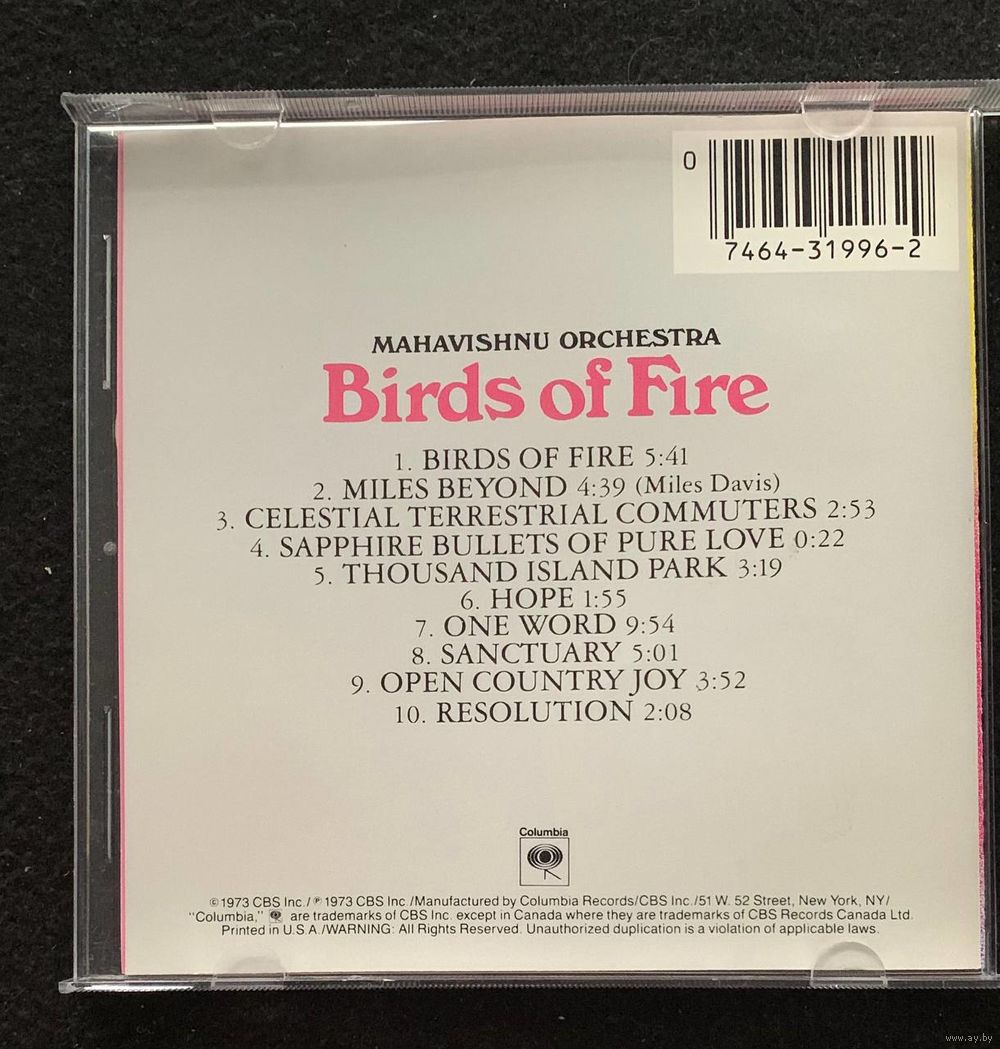 0
7464-31996-2
MAHAVISHNU ORCHESTRA
Birds of Fire
1. BIRDS OF FIRE 5:41
2. MILES BEYOND 4:39 (Miles Davis)
3. CELESTIAL TERRESTRIAL COMMUTERS 2:53
4. SAPPHIRE BULLETS OF PURE LOVE 0:22
5. THOUSAND ISLAND PARK 3:19
6. HOPE 1:55
7. ONE WORD 9:54
8. SANCTUARY 5:01
9. OPEN COUNTRY JOY 3:52
10. RESOLUTION 2:08
Columbia
© 1973 CBS Inc./℗ 1973 CBS Inc./Manufactured by Columbia Records/CBS Inc./51 W. 52 Street, New York, NY/
"Columbia," are trademarks of CBS Inc. except in Canada where they are trademarks of CBS Records Canada Ltd.
Printed in U.S.A./WARNING: All Rights Reserved. Unauthorized duplication is a violation of applicable laws.
www.ay.by